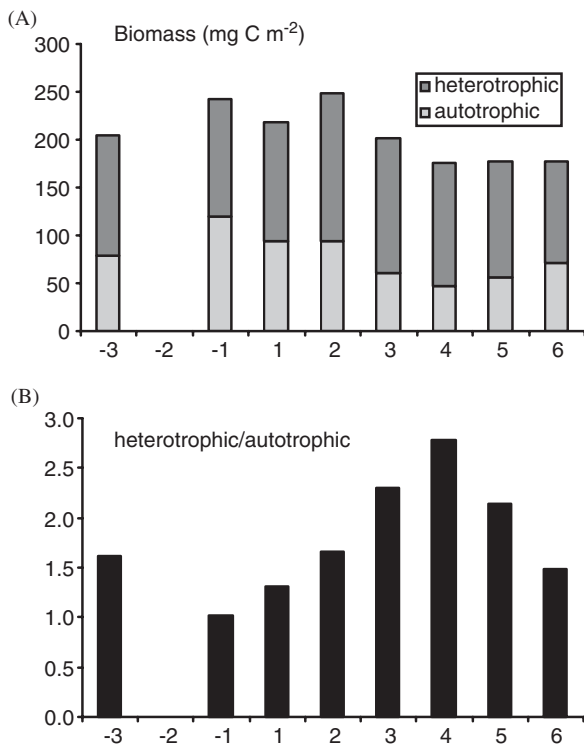 (A)
Biomass (mg C m-2)
300
250
200
150
100
50
0
heterotrophic
autotrophic
-3 -2 -1 1 2 3 4 5 6
(B)
heterotrophic/autotrophic
3.0
2.5
2.0
1.5
1.0
0.5
0.0
-3 -2 -1 1 2 3 4 5 6